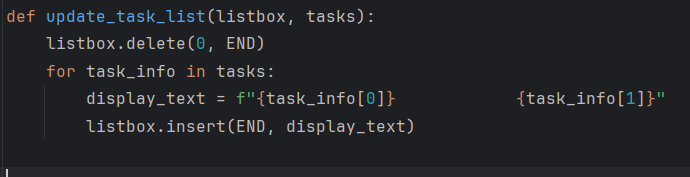 def update_task_list(listbox, tasks):
    listbox.delete(0, END)
    for task_info in tasks:
        display_text = f"{task_info[0]}            {task_info[1]}"
        listbox.insert(END, display_text)